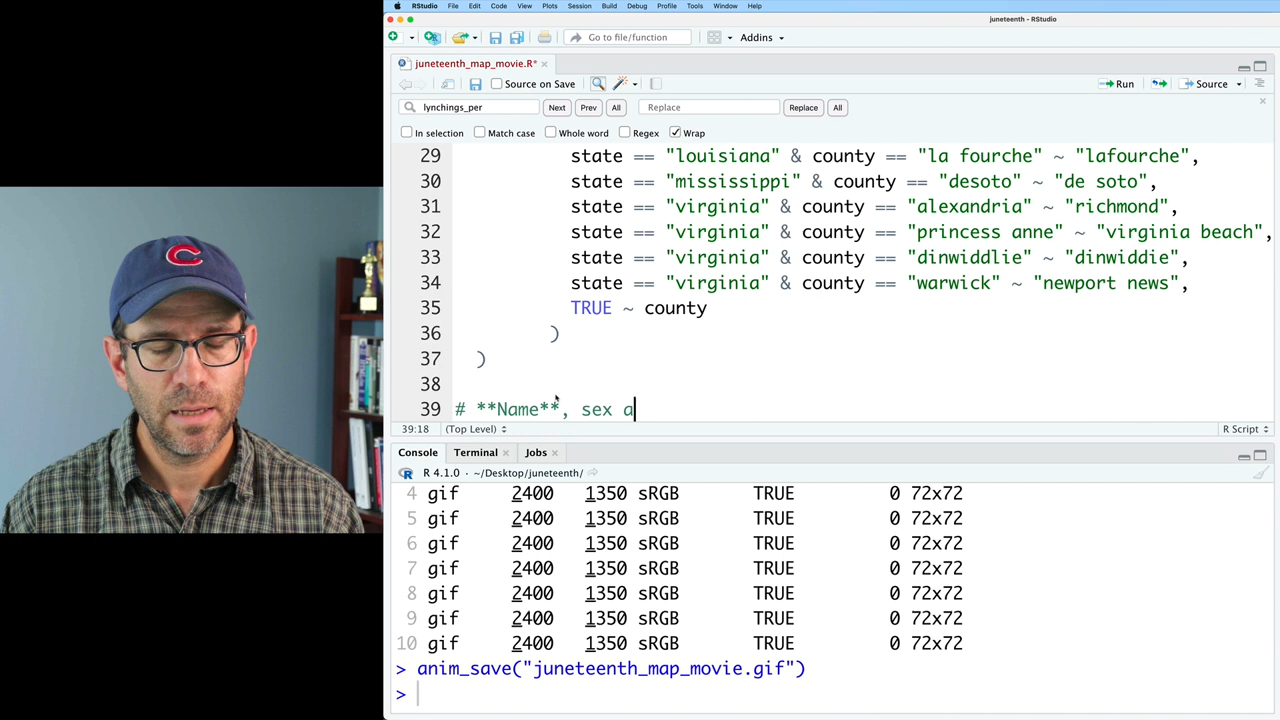 RStudio File Edit Code View Plots Session Build Debug Profile Tools Window Help
juneteenth - RStudio
Go to file/function Addins
juneteenth_map_movie.R*
Source on Save Run Source
lynchings_per Next Prev All Replace Replace All
In selection Match case Whole word Regex Wrap
29 state == "louisiana" & county == "la fourche" ~ "lafourche",
30 state == "mississippi" & county == "desoto" ~ "de soto",
31 state == "virginia" & county == "alexandria" ~ "richmond",
32 state == "virginia" & county == "princess anne" ~ "virginia beach",
33 state == "virginia" & county == "dinwiddlie" ~ "dinwiddie",
34 state == "virginia" & county == "warwick" ~ "newport news",
35 TRUE ~ county
36 )
37 )
38
39 # **Name**, sex a
39:18 (Top Level) R Script
Console Terminal Jobs
R 4.1.0 · ~/Desktop/juneteenth/
4 gif 2400 1350 sRGB TRUE 0 72x72
5 gif 2400 1350 sRGB TRUE 0 72x72
6 gif 2400 1350 sRGB TRUE 0 72x72
7 gif 2400 1350 sRGB TRUE 0 72x72
8 gif 2400 1350 sRGB TRUE 0 72x72
9 gif 2400 1350 sRGB TRUE 0 72x72
10 gif 2400 1350 sRGB TRUE 0 72x72
> anim_save("juneteenth_map_movie.gif")
>